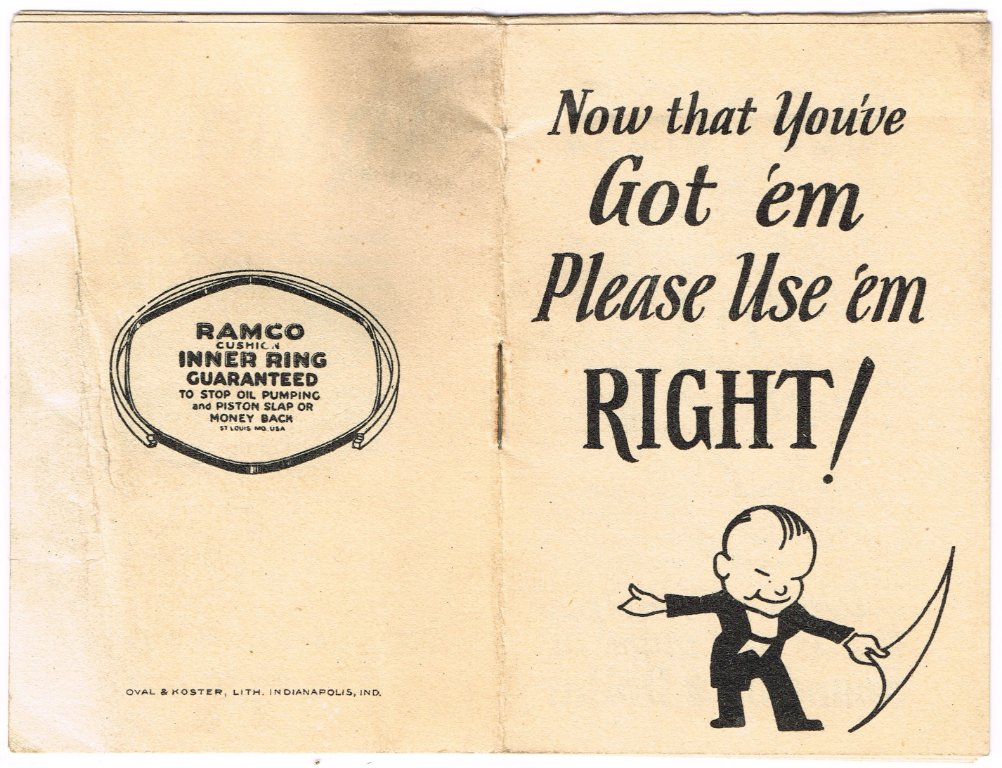 RAMCO
CUSHION
INNER RING
GUARANTEED
TO STOP OIL PUMPING
and PISTON SLAP OR
MONEY BACK
ST LOUIS MO. USA
OVAL & KOSTER, LITH. INDIANAPOLIS, IND.
Now that You've
Got 'em
Please Use 'em
RIGHT!